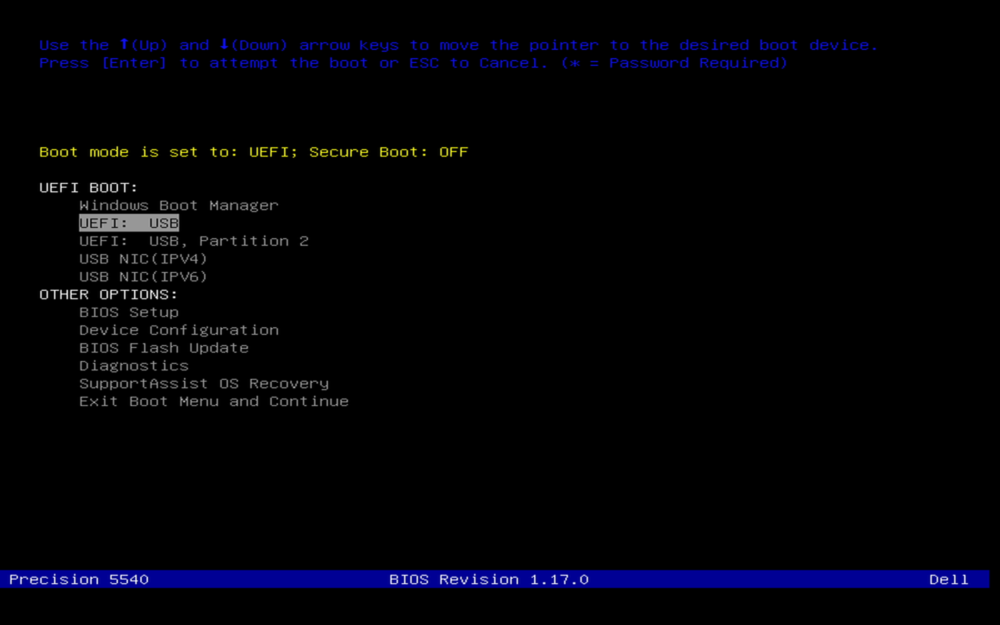 Use the ↑(Up) and ↓(Down) arrow keys to move the pointer to the desired boot device.
Press [Enter] to attempt the boot or ESC to Cancel. (* = Password Required)
Boot mode is set to: UEFI; Secure Boot: OFF
UEFI BOOT:
Windows Boot Manager
UEFI:  USB
UEFI:  USB, Partition 2
USB NIC(IPV4)
USB NIC(IPV6)
OTHER OPTIONS:
BIOS Setup
Device Configuration
BIOS Flash Update
Diagnostics
SupportAssist OS Recovery
Exit Boot Menu and Continue
Precision 5540 BIOS Revision 1.17.0 Dell